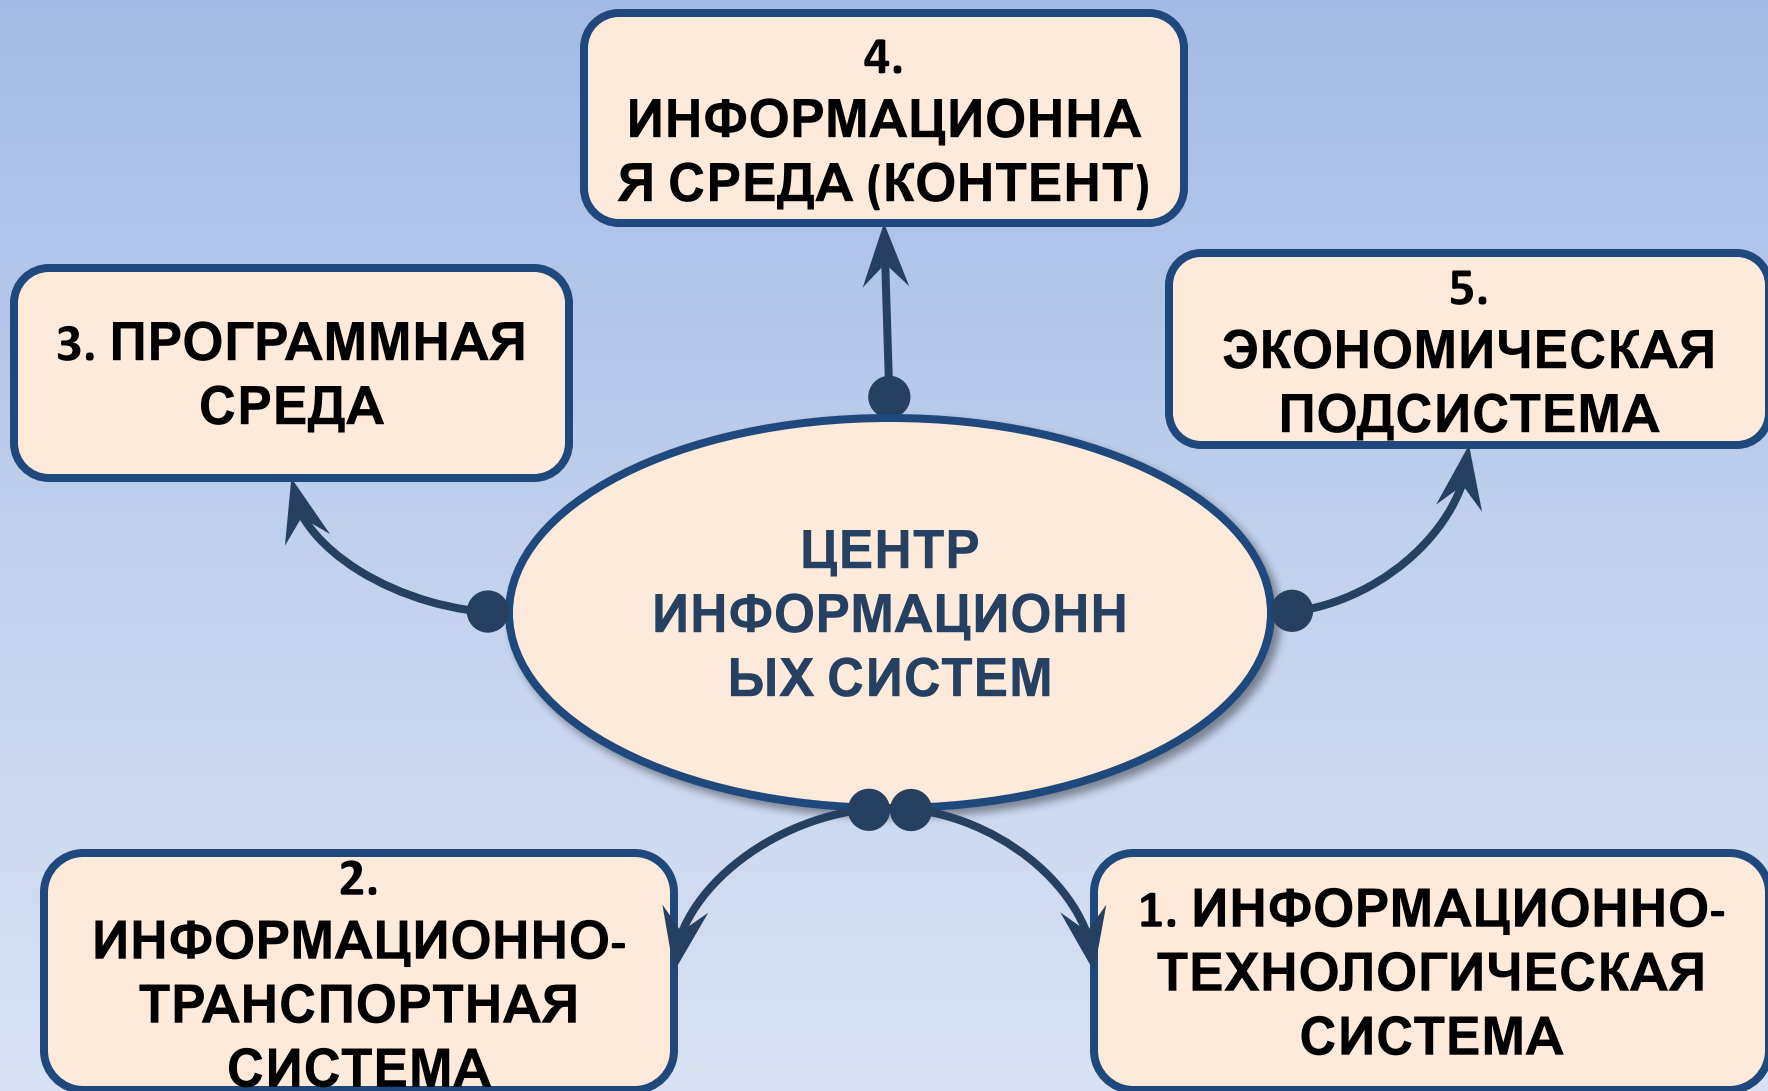 4.
ИНФОРМАЦИОННА
Я СРЕДА (КОНТЕНТ)
3. ПРОГРАММНАЯ
СРЕДА
5.
ЭКОНОМИЧЕСКАЯ
ПОДСИСТЕМА
ЦЕНТР
ИНФОРМАЦИОНН
ЫХ СИСТЕМ
2.
ИНФОРМАЦИОННО-
ТРАНСПОРТНАЯ
СИСТЕМА
1. ИНФОРМАЦИОННО-
ТЕХНОЛОГИЧЕСКАЯ
СИСТЕМА